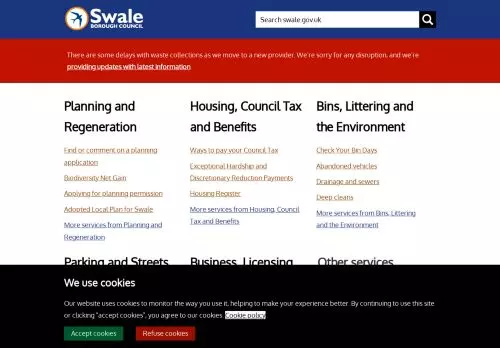 Swale
BOROUGH COUNCIL
Search swale.gov.uk
There are some delays with waste collections as we move to a new provider. We're sorry for any disruption, and we're
providing updates with latest information.
Planning and
Regeneration
Find or comment on a planning
application
Biodiversity Net Gain
Applying for planning permission
Adopted Local Plan for Swale
More services from Planning and
Regeneration
Housing, Council Tax
and Benefits
Ways to pay your Council Tax
Exceptional Hardship and
Discretionary Reduction Payments
Housing Register
More services from Housing, Council
Tax and Benefits
Bins, Littering and
the Environment
Check Your Bin Days
Abandoned vehicles
Drainage and sewers
Deep cleans
More services from Bins, Littering
and the Environment
Parking and Streets
Business, Licensing
Other services
We use cookies
Our website uses cookies to monitor the way you use it, helping to make your experience better. By continuing to use this site
or clicking "accept cookies", you agree to our cookies. Cookie policy
Accept cookies
Refuse cookies